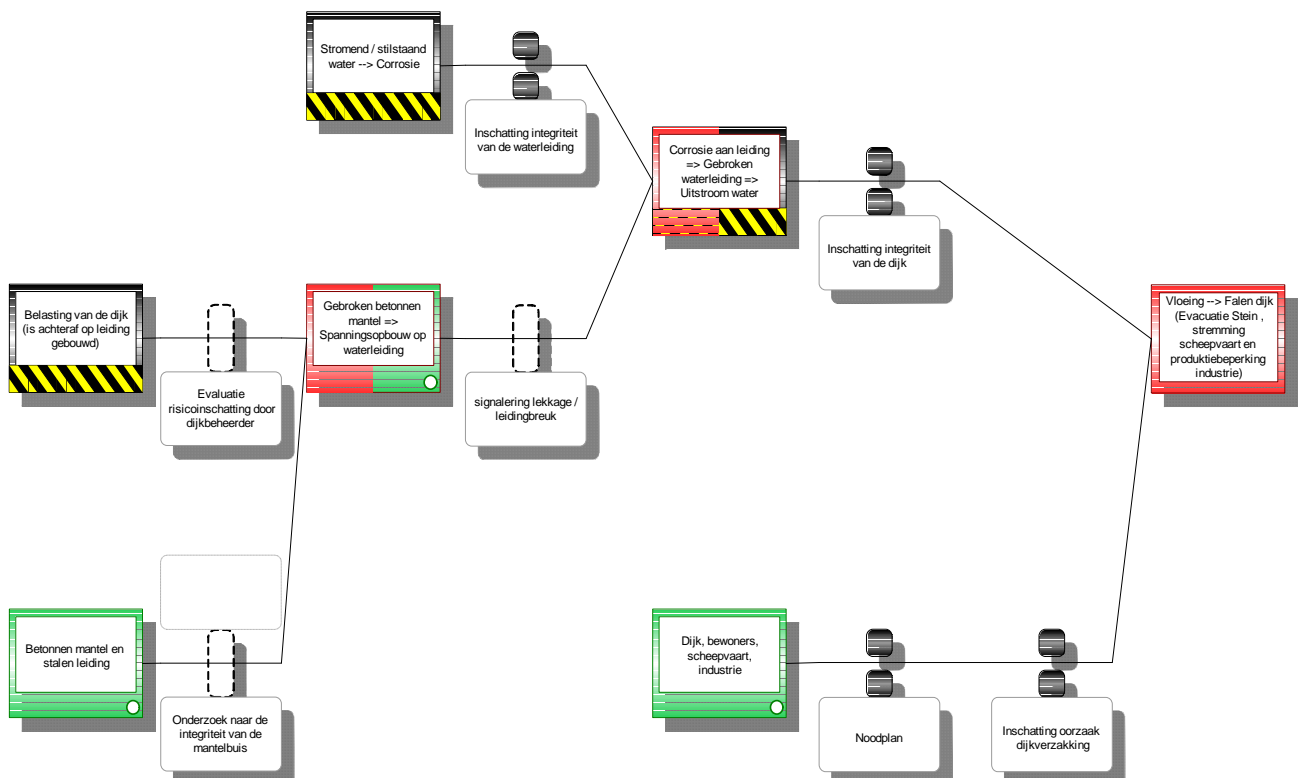 Stromend / stilstaand
water --> Corrosie
Inschatting integriteit
van de waterleiding
Corrosie aan leiding
=> Gebroken
waterleiding =>
Uitstroom water
Inschatting integriteit
van de dijk
Belasting van de dijk
(is achteraf op leiding
gebouwd)
Evaluatie
risicoinschatting door
dijkbeheerder
Gebroken betonnen
mantel =>
Spanningsopbouw op
waterleiding
signalering lekkage /
leidingbreuk
Vloeing --> Falen dijk
(Evacuatie Stein ,
stremming
scheepvaart en
produktiebeperking
industrie)
Betonnen mantel en
stalen leiding
Onderzoek naar de
integriteit van de
mantelbuis
Dijk, bewoners,
scheepvaart,
industrie
Noodplan
Inschatting oorzaak
dijkverzakking